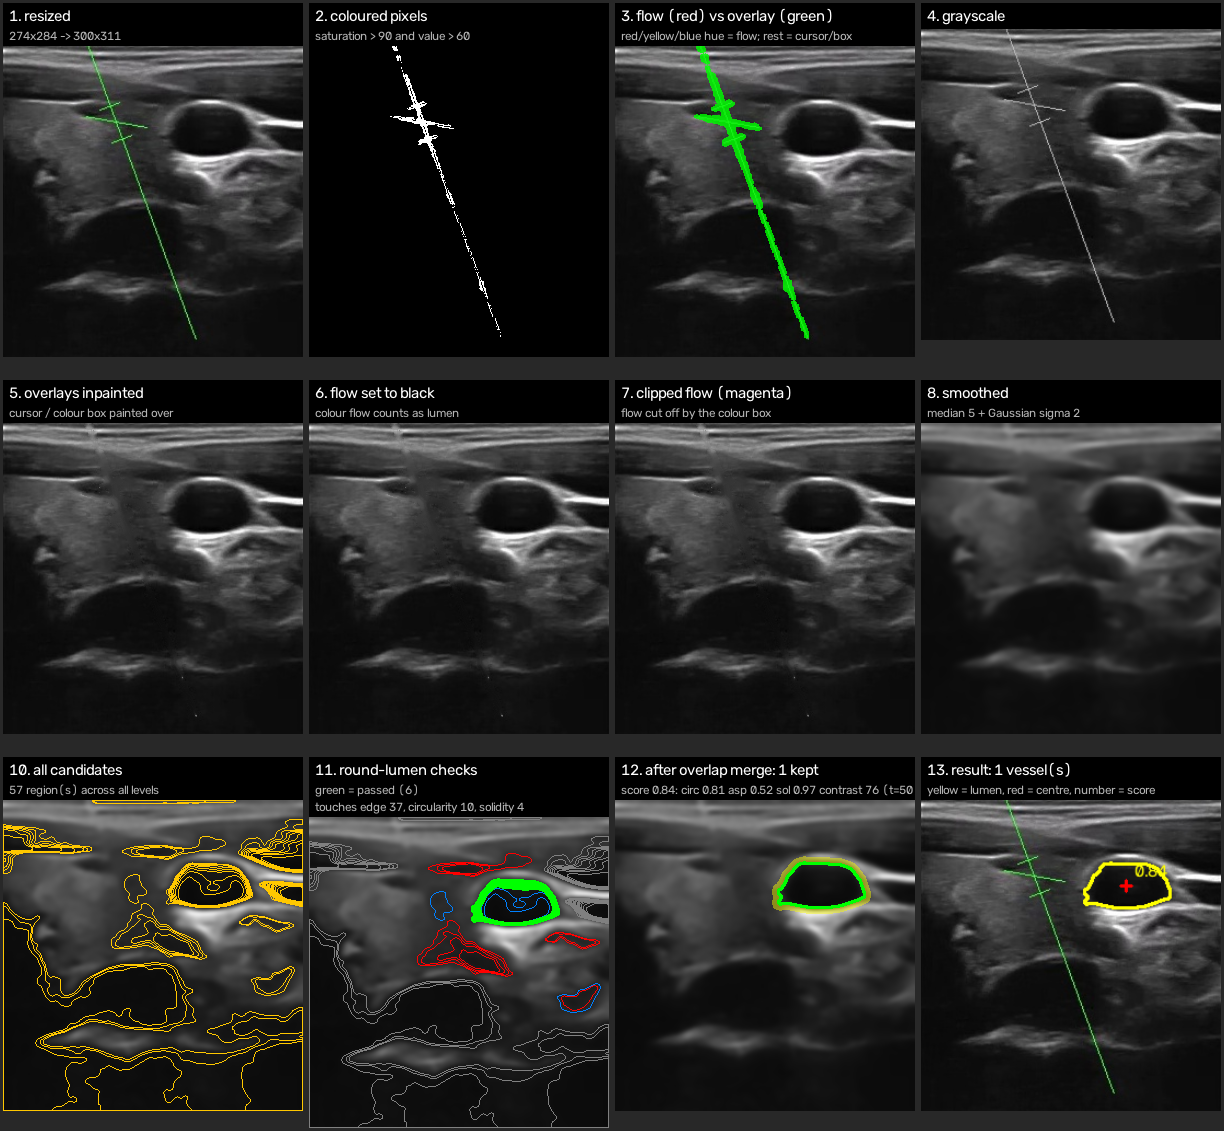 1. resized
274x284 -> 300x311
2. coloured pixels
saturation > 90 and value > 60
3. flow (red) vs overlay (green)
red/yellow/blue hue = flow; rest = cursor/box
4. grayscale
5. overlays inpainted
cursor / colour box painted over
6. flow set to black
colour flow counts as lumen
7. clipped flow (magenta)
flow cut off by the colour box
8. smoothed
median 5 + Gaussian sigma 2
10. all candidates
57 region(s) across all levels
11. round-lumen checks
green = passed (6)
touches edge 37, circularity 10, solidity 4
12. after overlap merge: 1 kept
score 0.84: circ 0.81 asp 0.52 sol 0.97 contrast 76 (t=50
13. result: 1 vessel(s)
yellow = lumen, red = centre, number = score
0.84